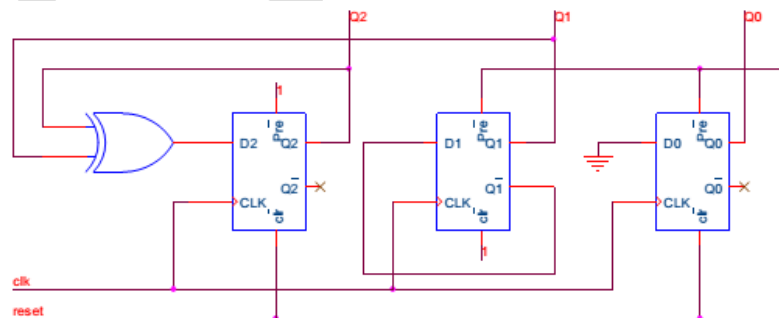 Q2 Q1 Q0
1
Pre Pre Pre
D2 Q2 D1 Q1 D0 Q0
Q2 Q1 Q0
CLK CLK CLK
clr clr clr
1
clk
reset